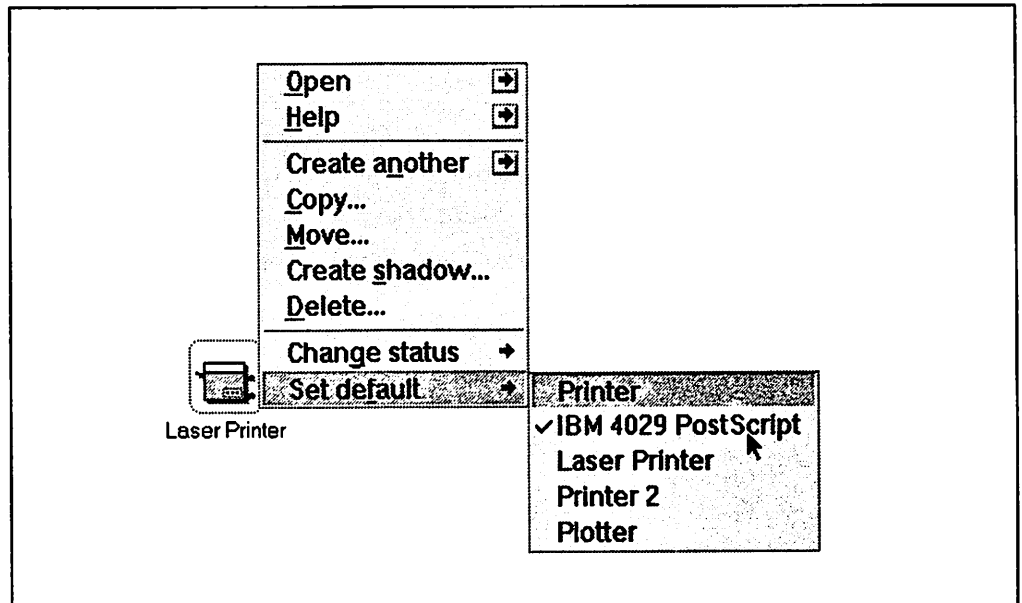 Open
Help
Create another
Copy...
Move...
Create shadow...
Delete...
Change status
Set default
Laser Printer
Printer
✓IBM 4029 PostScript
Laser Printer
Printer 2
Plotter